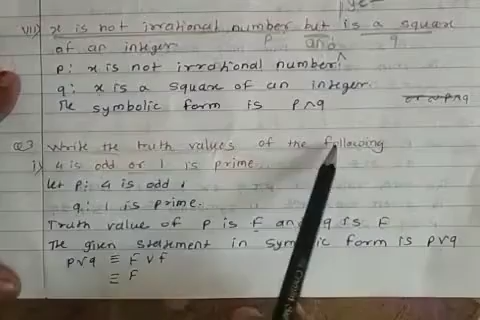 VII) x is not irrational number but is a square
of an integer p and q
p: x is not irrational number.
q: x is a square of an integer.
The symbolic form is p∧q
Q3 Write the truth values of the following
i) 4 is odd or 1 is prime.
let p: 4 is odd
q: 1 is prime.
Truth value of p is F and q is F
The given statement in symbolic form is p∨q
p∨q ≡ F ∨ F
≡ F